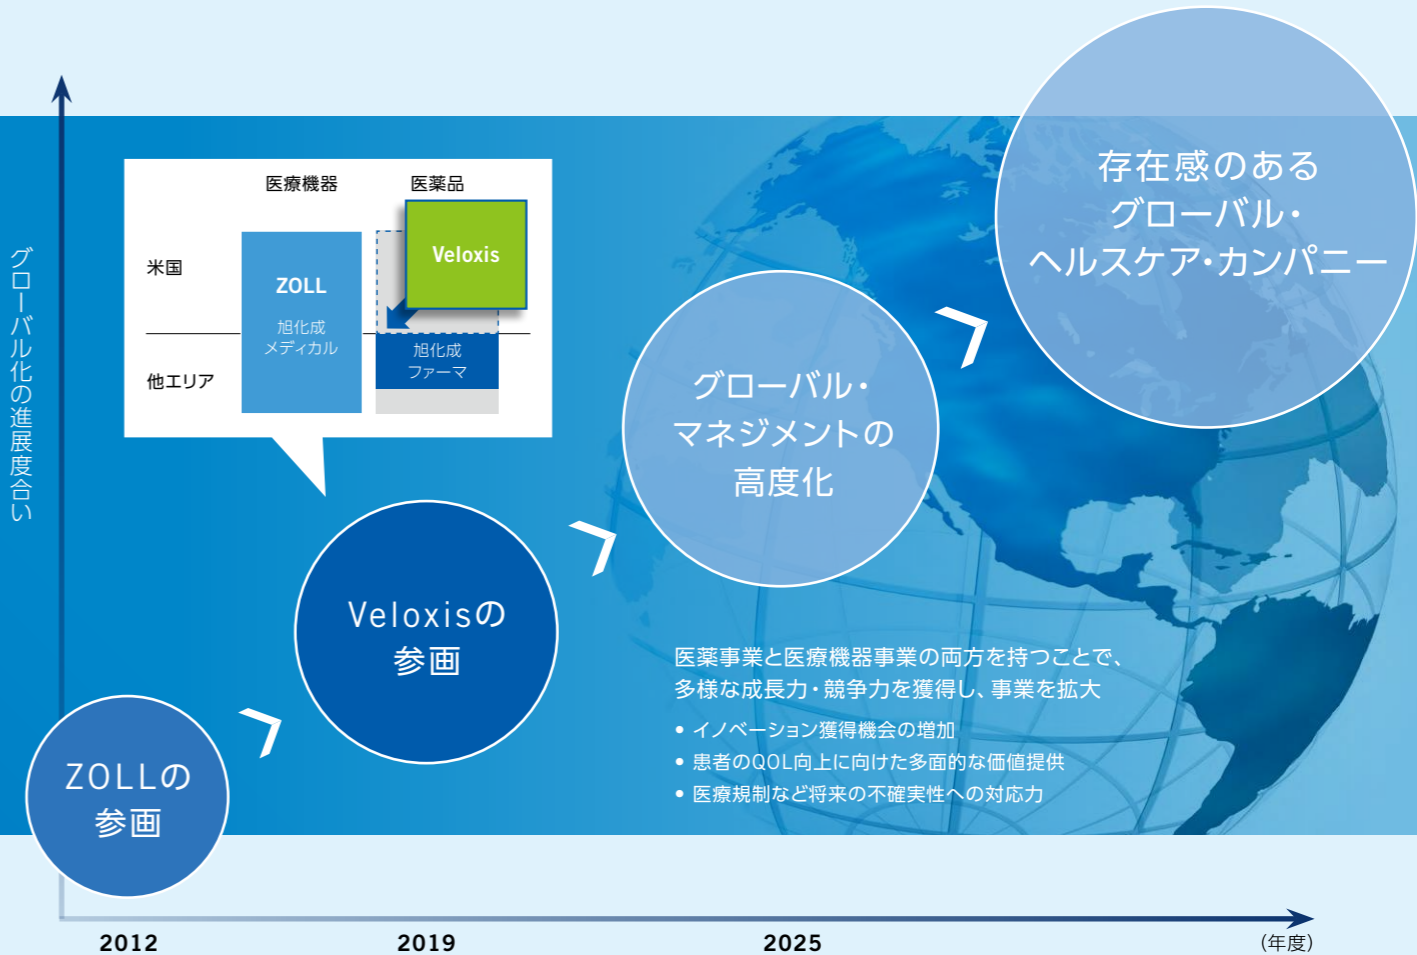 グローバル化の進展度合い
医療機器
医薬品
米国
他エリア
ZOLL
旭化成
メディカル
Veloxis
旭化成
ファーマ
ZOLLの
参画
Veloxisの
参画
グローバル・
マネジメントの
高度化
存在感のある
グローバル・
ヘルスケア・カンパニー
医薬事業と医療機器事業の両方を持つことで、
多様な成長力・競争力を獲得し、事業を拡大
• イノベーション獲得機会の増加
• 患者のQOL向上に向けた多面的な価値提供
• 医療規制など将来の不確実性への対応力
2012
2019
2025
(年度)